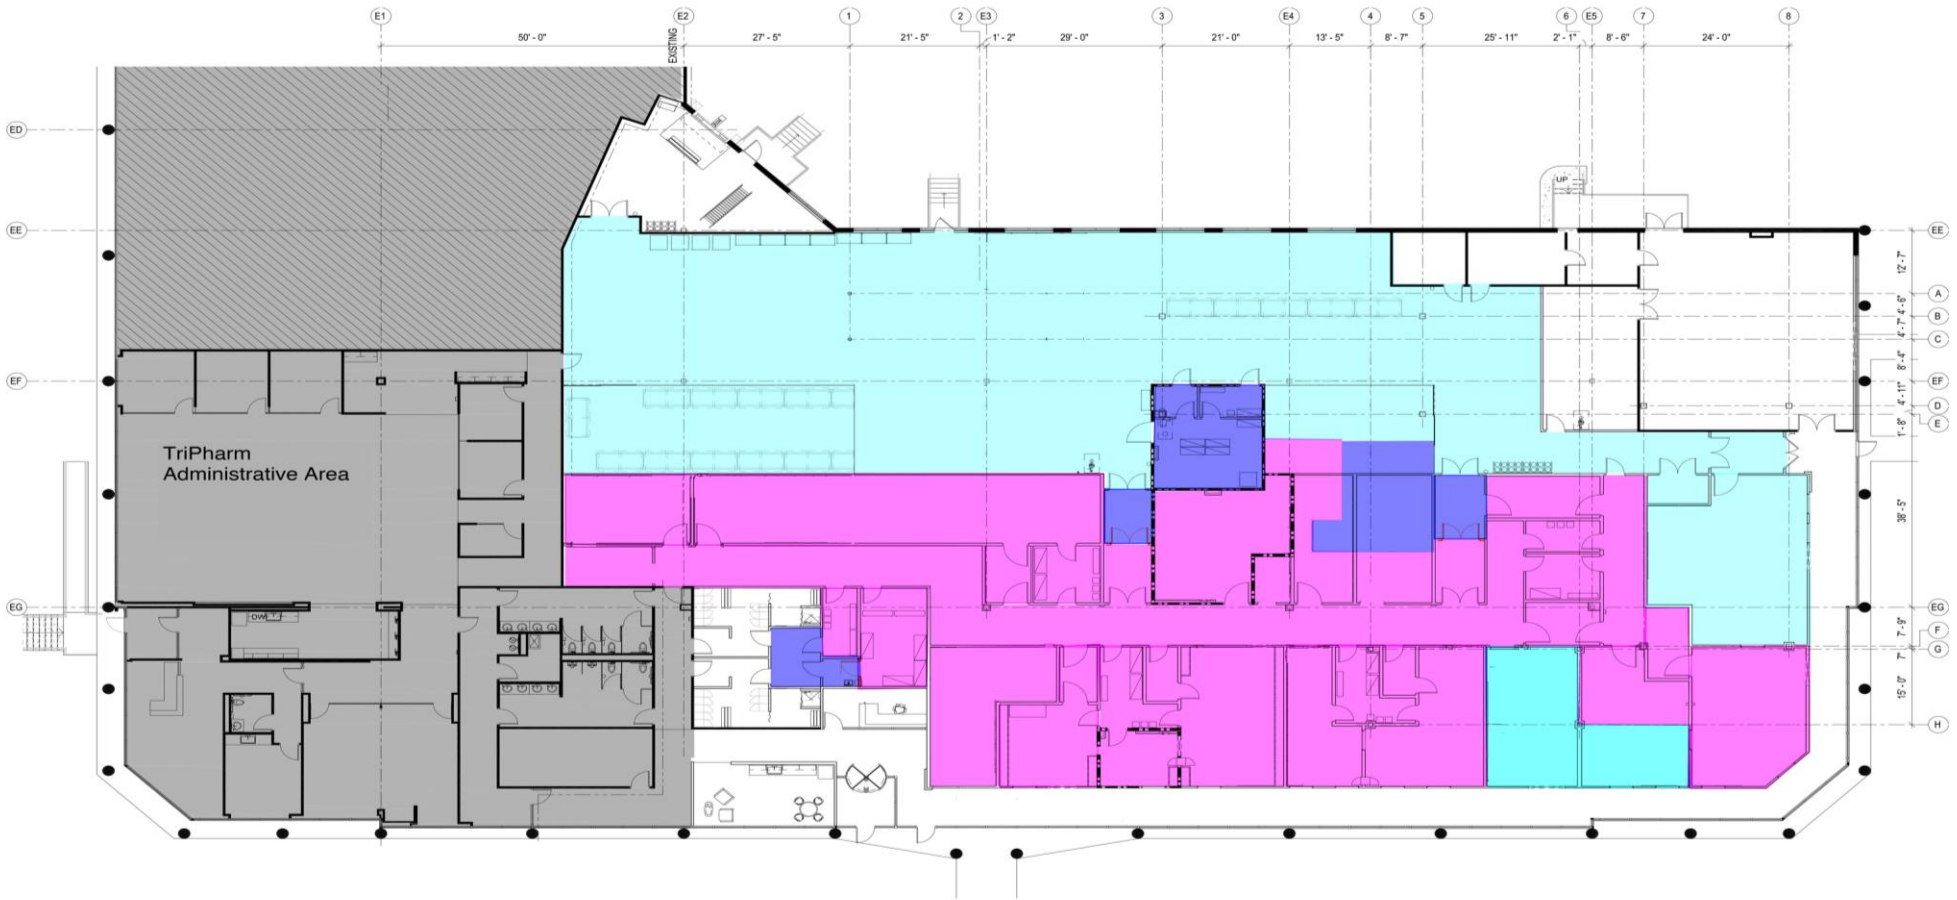 E1 E2 1 2 E3 3 E4 4 5 6 E5 7 8
50' - 0" 27' - 5" 21' - 5" 1' - 2" 29' - 0" 21' - 0" 13' - 5" 8' - 7" 25' - 11" 2' - 1" 8' - 6" 24' - 0"
EXISTING
ED
UP
EE
EE
12' - 7"
A
4' - 6"
B
4' - 7"
C
8' - 4"
EF
EF
4' - 11"
D
1' - 8"
E
TriPharm
Administrative Area
38' - 5"
EG
EG
DW
7' - 9"
F
G
7"
15' - 0"
H